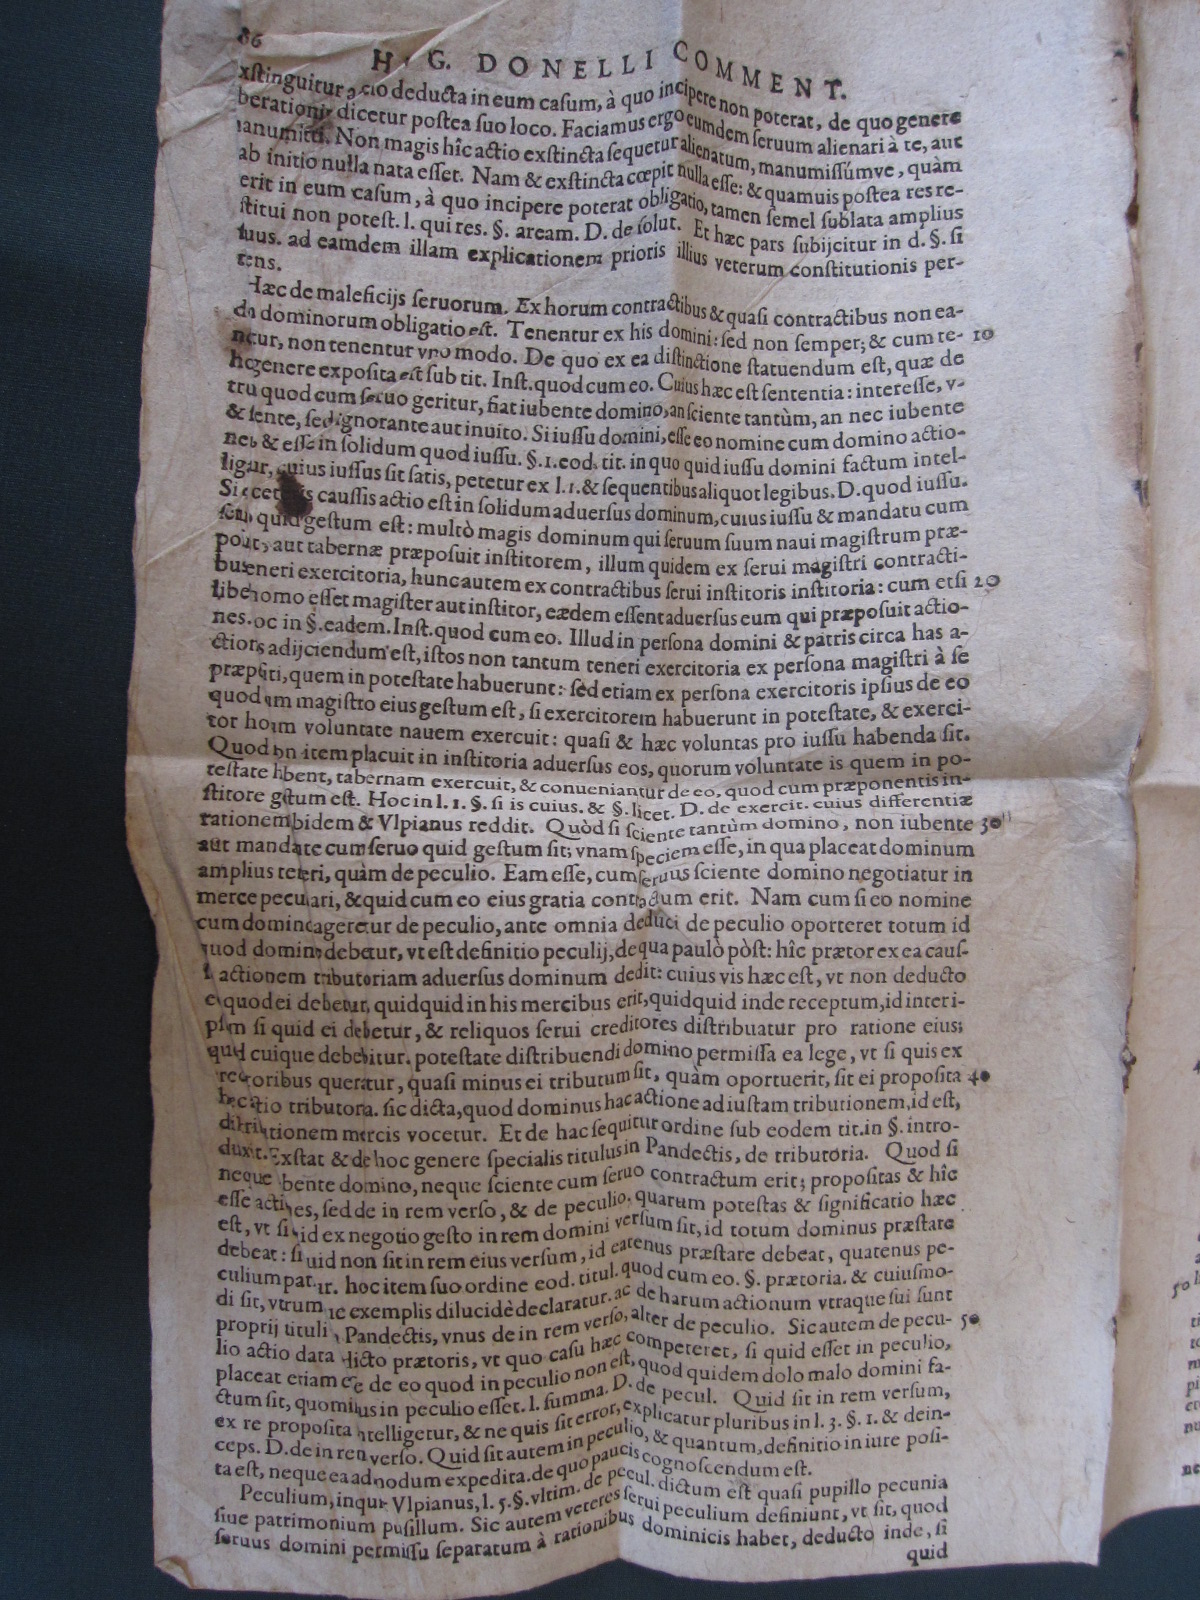 86
HVG. DONELLI COMMENT.
xſtinguitur actio deducta in eum caſum, à quo incipere non poterat, de quo genere
berationis dicetur poſtea ſuo loco. Faciamus ergo eumdem ſeruum alienari à te, aut
manumitti. Non magis hîc actio exſtincta ſequetur alienatum, manumiſſúmve, quàm
ab initio nulla nata eſſet. Nam & exſtincta cœpit nulla eſſe: & quamuis poſtea res re-
erit in eum caſum, à quo incipere poterat obligatio, tamen ſemel ſublata amplius
ſtitui non poteſt. l. qui res. §. aream. D. de ſolut. Et hæc pars ſubijcitur in d. §. ſi
ſuus. ad eamdem illam explicationem prioris illius veterum conſtitutionis per-
tens.
Hæc de maleficijs ſeruorum. Ex horum contractibus & quaſi contractibus non ea-
da dominorum obligatio eſt. Tenentur ex his domini: ſed non ſemper; & cum te- 10
netur, non tenentur vno modo. De quo ex ea diſtinctione ſtatuendum eſt, quæ de
hoc genere expoſita eſt ſub tit. Inſt. quod cum eo. Cuius hæc eſt ſententia: intereſſe, v-
tru quod cum ſeruo geritur, fiat iubente domino, an ſciente tantùm, an nec iubente
& ſente, ſed ignorante aut inuito. Si iuſſu domini, eſſe eo nomine cum domino actio-
nes & eſſe in ſolidum quod iuſſu. §. 1. eod. tit. in quo quid iuſſu domini factum intel-
ligar, cuius iuſſus ſit ſatis, petetur ex l. 1. & ſequentibus aliquot legibus. D. quod iuſſu.
Si ceteris cauſſis actio eſt in ſolidum aduerſus dominum, cuius iuſſu & mandatu cum
quid geſtum eſt: multò magis dominum qui ſeruum ſuum naui magiſtrum præ-
poſuit, aut tabernæ præpoſuit inſtitorem, illum quidem ex ſerui magiſtri contracti-
bus teneri exercitoria, hunc autem ex contractibus ſerui inſtitoris inſtitoria: cum etſi 20
liber homo eſſet magiſter aut inſtitor, eædem eſſent aduerſus eum qui præpoſuit actio-
nes. oc in §. eadem. Inſt. quod cum eo. Illud in perſona domini & patris circa has a-
ctiones adijciendum eſt, iſtos non tantum teneri exercitoria ex perſona magiſtri à ſe
præpoſiti, quem in poteſtate habuerunt: ſed etiam ex perſona exercitoris ipſius de eo
quod cum magiſtro eius geſtum eſt, ſi exercitorem habuerunt in poteſtate, & exerci-
tor horum voluntate nauem exercuit: quaſi & hæc voluntas pro iuſſu habenda ſit.
Quod item placuit in inſtitoria aduerſus eos, quorum voluntate is quem in po-
teſtate habent, tabernam exercuit, & conueniantur de eo, quod cum præponentis in-
ſtitore geſtum eſt. Hoc in l. 1. §. ſi is cuius. & §. licet. D. de exercit. cuius differentiæ
rationem ibidem & Vlpianus reddit. Quòd ſi ſciente tantùm domino, non iubente 30
aut mandante cum ſeruo quid geſtum ſit; vnam ſpeciem eſſe, in qua placeat dominum
amplius teneri, quàm de peculio. Eam eſſe, cum ſeruus ſciente domino negotiatur in
merce peculiari, & quid cum eo eius gratia contractum erit. Nam cum ſi eo nomine
cum domino ageretur de peculio, ante omnia deduci de peculio oporteret totum id
quod domino debetur, vt eſt definitio peculij, de qua paulò pòſt: hîc prætor ex ea cauſ-
ſa actionem tributoriam aduerſus dominum dedit: cuius vis hæc eſt, vt non deducto
eo quod ei debetur, quidquid in his mercibus erit, quidquid inde receptum, id inter i-
pſum ſi quid ei debetur, & reliquos ſerui creditores diſtribuatur pro ratione eius;
quod cuique debebitur. poteſtate diſtribuendi domino permiſſa ea lege, vt ſi quis ex
creditoribus queratur, quaſi minus ei tributum ſit, quàm oportuerit, ſit ei propoſita 40
hæc actio tributoria. ſic dicta, quod dominus hac actione ad iuſtam tributionem, id eſt,
diſtributionem mercis vocetur. Et de hac ſequitur ordine ſub eodem tit. in §. intro-
duxit. Exſtat & de hoc genere ſpecialis titulus in Pandectis, de tributoria. Quod ſi
neque iubente domino, neque ſciente cum ſeruo contractum erit; propoſitas & hîc
eſſe actiones, ſed de in rem verſo, & de peculio, quarum poteſtas & ſignificatio hæc
eſt, vt ſi quid ex negotio geſto in rem domini verſum ſit, id totum dominus præſtare
debeat: ſi quid non ſit in rem eius verſum, id eatenus præſtare debeat, quatenus pe-
culium patitur. hoc item ſuo ordine eod. titul. quod cum eo. §. prætoria. & cuiuſmo-
di ſit, vtrumque exemplis dilucidè declaratur. ac de harum actionum vtraque ſui ſunt
proprij tituli in Pandectis, vnus de in rem verſo, alter de peculio. Sic autem de pecu- 50
lio actio data edicto prætoris, vt quo caſu hæc competeret, ſi quid eſſet in peculio,
placeat etiam eſſe de eo quod in peculio non eſt, quod quidem dolo malo domini fa-
ctum ſit, quominus in peculio eſſet. l. ſumma. D. de pecul. Quid ſit in rem verſum,
ex re propoſita intelligetur, & ne quis ſit error, explicatur pluribus in l. 3. §. 1. & dein-
ceps. D. de in rem verſo. Quid ſit autem in peculio, & quantum, definitio in iure poſi-
ta eſt, neque ea admodum expedita. de quo paucis cognoſcendum eſt.
Peculium, inquit Vlpianus, l. 5. §. vltim. de pecul. dictum eſt quaſi pupillo pecunia
ſiue patrimonium puſillum. Sic autem veteres ſerui peculium definiunt, vt ſit, quod
ſeruus domini permiſſu ſeparatum à rationibus dominicis habet, deducto inde, ſi
quid